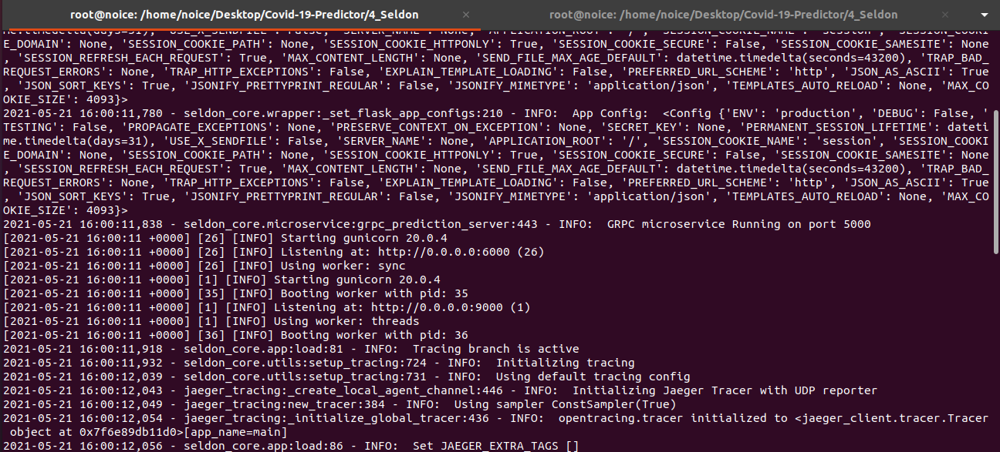 root@noice: /home/noice/Desktop/Covid-19-Predictor/4_Seldon × root@noice: /home/noice/Desktop/Covid-19-Predictor/4_Seldon ×
me.timedelta(days=31), 'USE_X_SENDFILE': False, 'SERVER_NAME': None, 'APPLICATION_ROOT': '/', 'SESSION_COOKIE_NAME': 'session', 'SESSION_COOKI
E_DOMAIN': None, 'SESSION_COOKIE_PATH': None, 'SESSION_COOKIE_HTTPONLY': True, 'SESSION_COOKIE_SECURE': False, 'SESSION_COOKIE_SAMESITE': None
, 'SESSION_REFRESH_EACH_REQUEST': True, 'MAX_CONTENT_LENGTH': None, 'SEND_FILE_MAX_AGE_DEFAULT': datetime.timedelta(seconds=43200), 'TRAP_BAD_
REQUEST_ERRORS': None, 'TRAP_HTTP_EXCEPTIONS': False, 'EXPLAIN_TEMPLATE_LOADING': False, 'PREFERRED_URL_SCHEME': 'http', 'JSON_AS_ASCII': True
, 'JSON_SORT_KEYS': True, 'JSONIFY_PRETTYPRINT_REGULAR': False, 'JSONIFY_MIMETYPE': 'application/json', 'TEMPLATES_AUTO_RELOAD': None, 'MAX_CO
OKIE_SIZE': 4093}>
2021-05-21 16:00:11,780 - seldon_core.wrapper:_set_flask_app_configs:210 - INFO:  App Config:  <Config {'ENV': 'production', 'DEBUG': False, '
TESTING': False, 'PROPAGATE_EXCEPTIONS': None, 'PRESERVE_CONTEXT_ON_EXCEPTION': None, 'SECRET_KEY': None, 'PERMANENT_SESSION_LIFETIME': dateti
me.timedelta(days=31), 'USE_X_SENDFILE': False, 'SERVER_NAME': None, 'APPLICATION_ROOT': '/', 'SESSION_COOKIE_NAME': 'session', 'SESSION_COOKI
E_DOMAIN': None, 'SESSION_COOKIE_PATH': None, 'SESSION_COOKIE_HTTPONLY': True, 'SESSION_COOKIE_SECURE': False, 'SESSION_COOKIE_SAMESITE': None
, 'SESSION_REFRESH_EACH_REQUEST': True, 'MAX_CONTENT_LENGTH': None, 'SEND_FILE_MAX_AGE_DEFAULT': datetime.timedelta(seconds=43200), 'TRAP_BAD_
REQUEST_ERRORS': None, 'TRAP_HTTP_EXCEPTIONS': False, 'EXPLAIN_TEMPLATE_LOADING': False, 'PREFERRED_URL_SCHEME': 'http', 'JSON_AS_ASCII': True
, 'JSON_SORT_KEYS': True, 'JSONIFY_PRETTYPRINT_REGULAR': False, 'JSONIFY_MIMETYPE': 'application/json', 'TEMPLATES_AUTO_RELOAD': None, 'MAX_CO
OKIE_SIZE': 4093}>
2021-05-21 16:00:11,838 - seldon_core.microservice:grpc_prediction_server:443 - INFO:  GRPC microservice Running on port 5000
[2021-05-21 16:00:11 +0000] [26] [INFO] Starting gunicorn 20.0.4
[2021-05-21 16:00:11 +0000] [26] [INFO] Listening at: http://0.0.0.0:6000 (26)
[2021-05-21 16:00:11 +0000] [26] [INFO] Using worker: sync
[2021-05-21 16:00:11 +0000] [1] [INFO] Starting gunicorn 20.0.4
[2021-05-21 16:00:11 +0000] [35] [INFO] Booting worker with pid: 35
[2021-05-21 16:00:11 +0000] [1] [INFO] Listening at: http://0.0.0.0:9000 (1)
[2021-05-21 16:00:11 +0000] [1] [INFO] Using worker: threads
[2021-05-21 16:00:11 +0000] [36] [INFO] Booting worker with pid: 36
2021-05-21 16:00:11,918 - seldon_core.app:load:81 - INFO:  Tracing branch is active
2021-05-21 16:00:11,932 - seldon_core.utils:setup_tracing:724 - INFO:  Initializing tracing
2021-05-21 16:00:12,039 - seldon_core.utils:setup_tracing:731 - INFO:  Using default tracing config
2021-05-21 16:00:12,043 - jaeger_tracing:_create_local_agent_channel:446 - INFO:  Initializing Jaeger Tracer with UDP reporter
2021-05-21 16:00:12,049 - jaeger_tracing:new_tracer:384 - INFO:  Using sampler ConstSampler(True)
2021-05-21 16:00:12,054 - jaeger_tracing:_initialize_global_tracer:436 - INFO:  opentracing.tracer initialized to <jaeger_client.tracer.Tracer
 object at 0x7f6e89db11d0>[app_name=main]
2021-05-21 16:00:12,056 - seldon_core.app:load:86 - INFO:  Set JAEGER_EXTRA_TAGS []